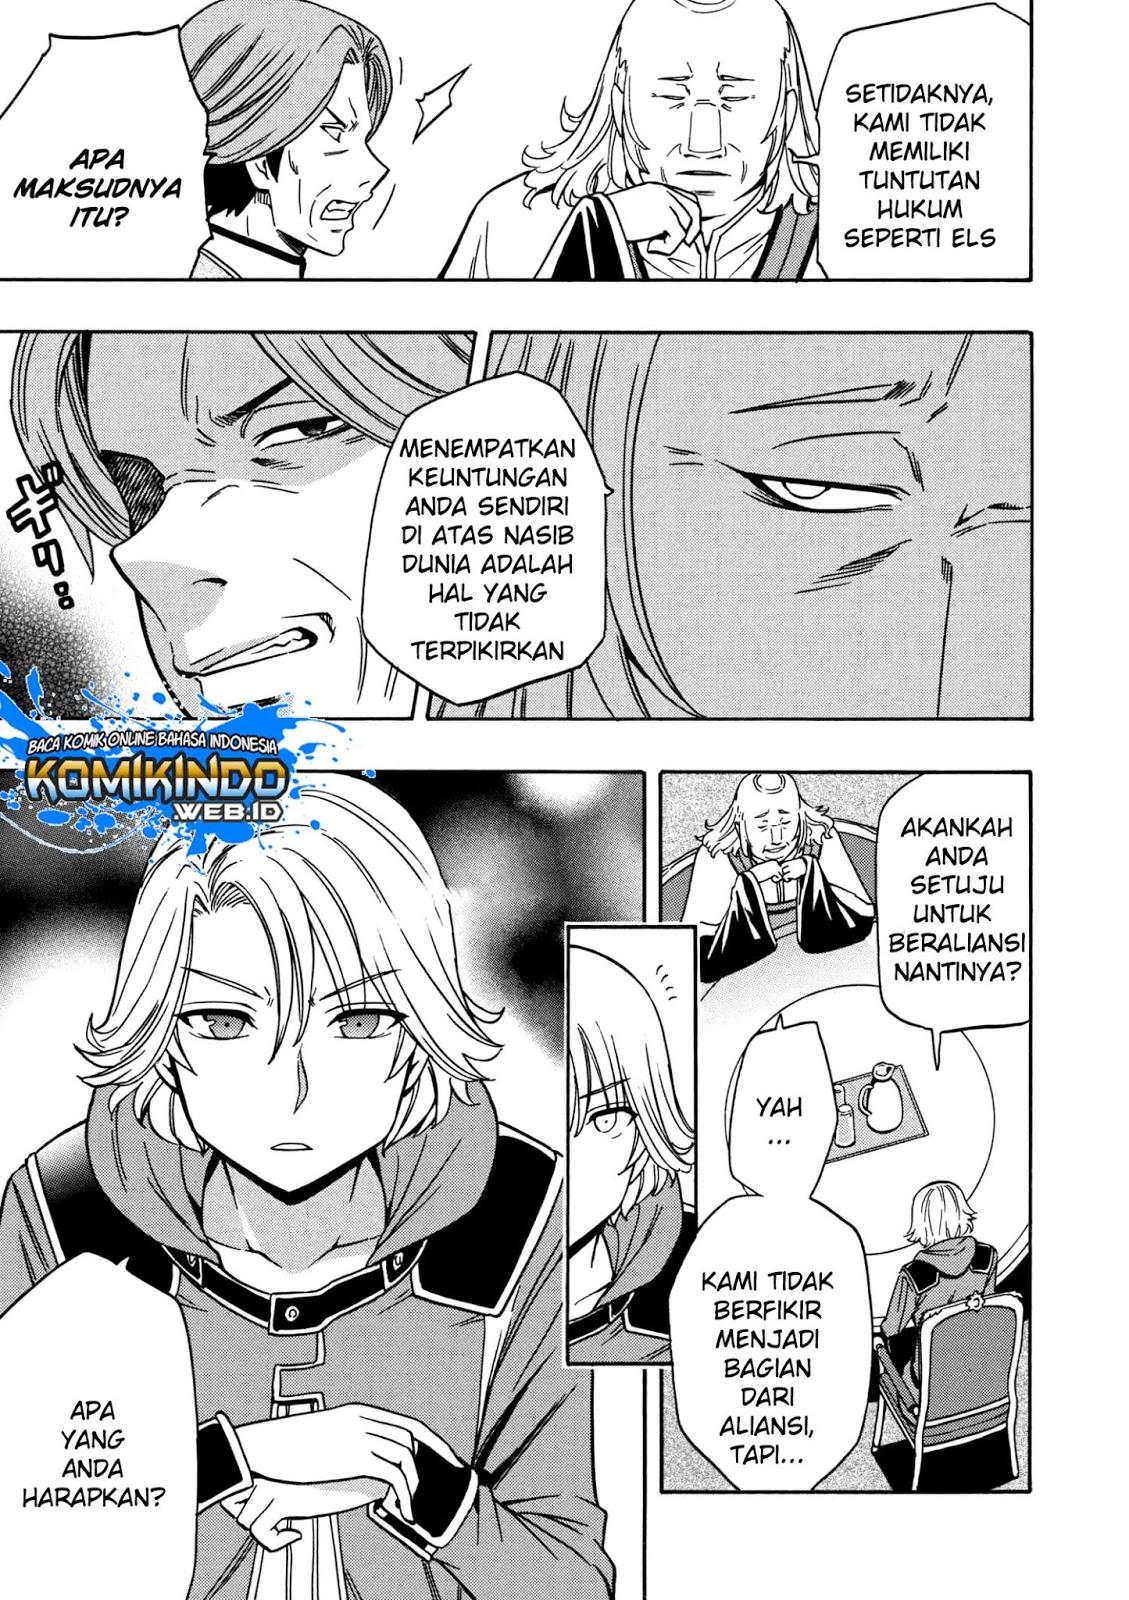 SETIDAKNYA,
KAMI TIDAK
MEMILIKI
TUNTUTAN
HUKUM
SEPERTI ELS
APA
MAKSUDNYA
ITU?
MENEMPATKAN
KEUNTUNGAN
ANDA SENDIRI
DI ATAS NASIB
DUNIA ADALAH
HAL YANG
TIDAK
TERPIKIRKAN
BACA KOMIK ONLINE BAHASA INDONESIA
KOMIKINDO
.WEB.ID
AKANKAH
ANDA
SETUJU
UNTUK
BERALIANSI
NANTINYA?
YAH
...
KAMI TIDAK
BERFIKIR
MENJADI
BAGIAN
DARI
ALIANSI,
TAPI...
APA
YANG
ANDA
HARAPKAN?